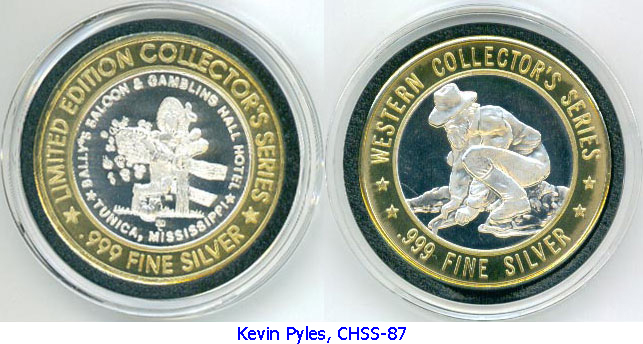 LIMITED EDITION COLLECTOR'S SERIES
BALLY'S SALOON & GAMBLING HALL HOTEL
TUNICA, MISSISSIPPI
.999 FINE SILVER
WESTERN COLLECTOR'S SERIES
.999 FINE SILVER
Kevin Pyles, CHSS-87